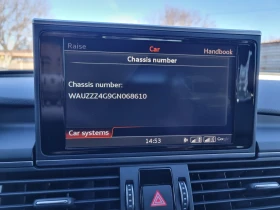 Raise Car Handbook
Chassis number
Chassis number:
WAUZZZ4G9GN068610
Car systems
14:53